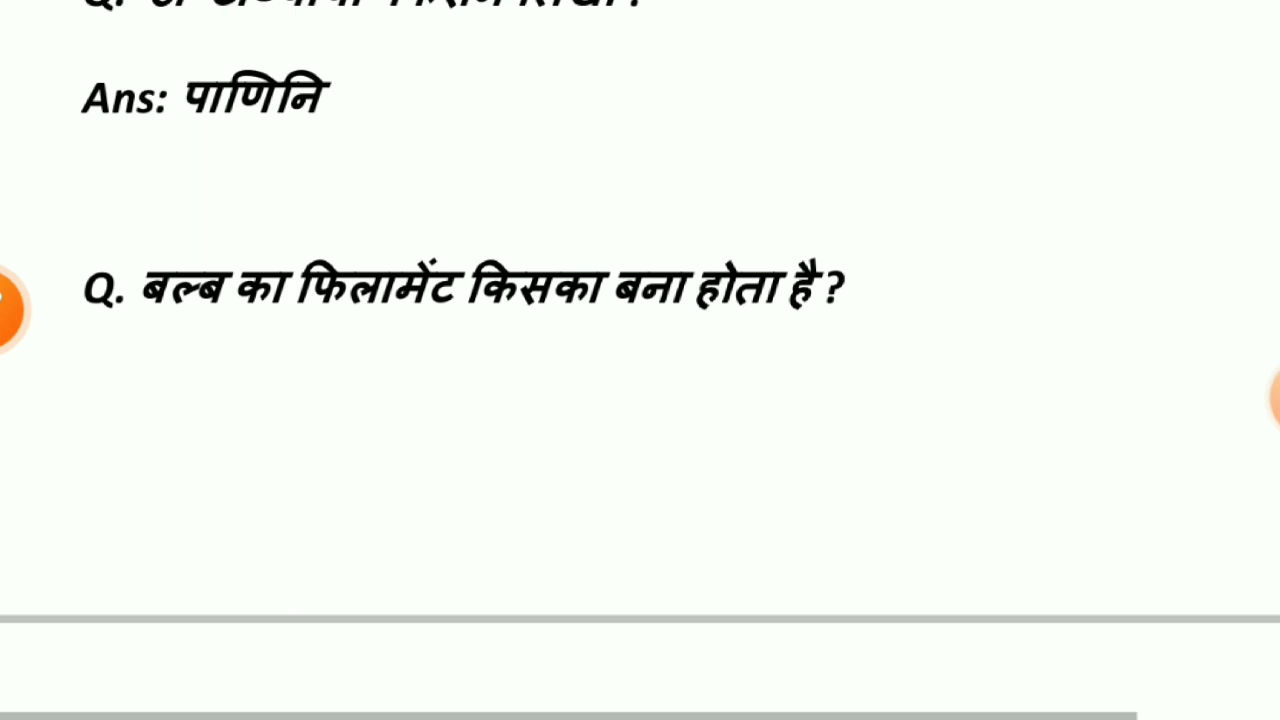 Ans: पाणिनि
Q. बल्ब का फिलामेंट किसका बना होता है ?